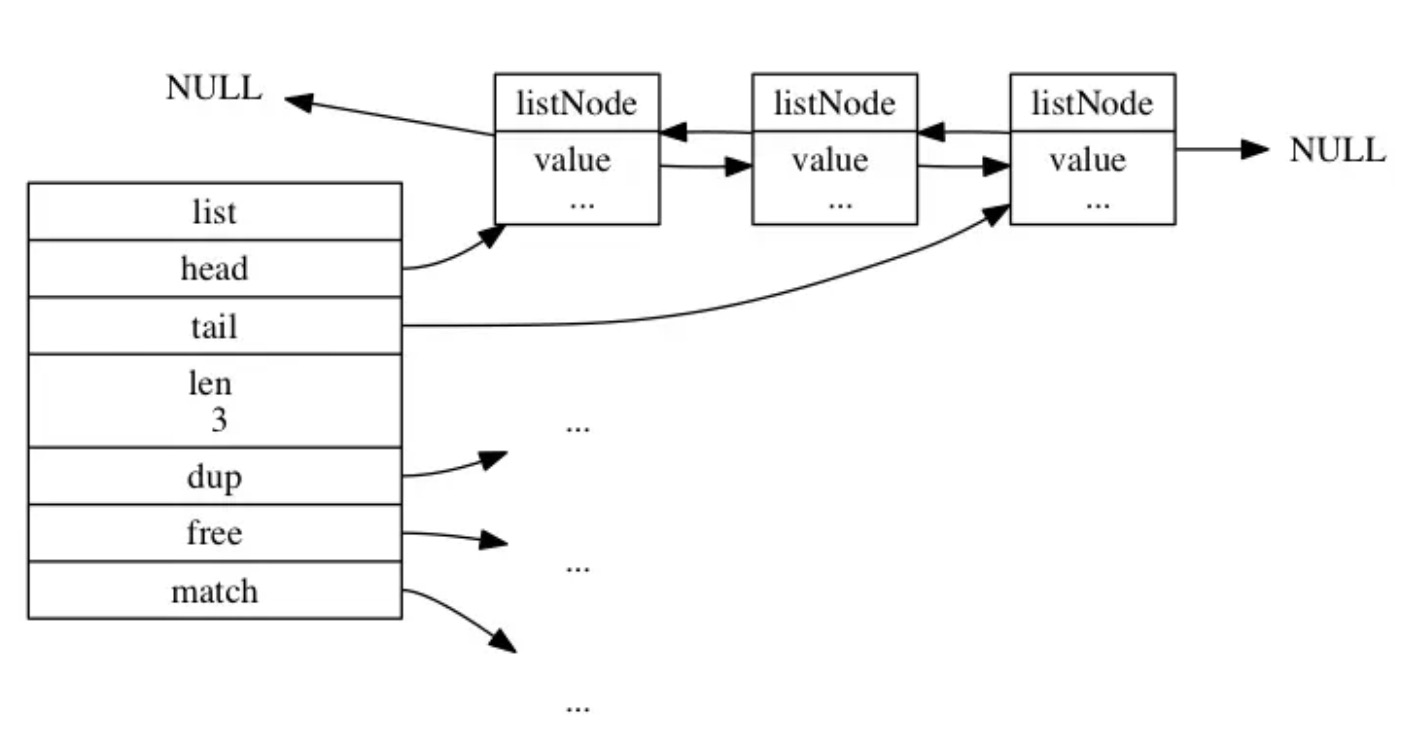 NULL
listNode
value
...
listNode
value
...
listNode
value
...
NULL
list
head
tail
len
3
dup
free
match
...
...
...